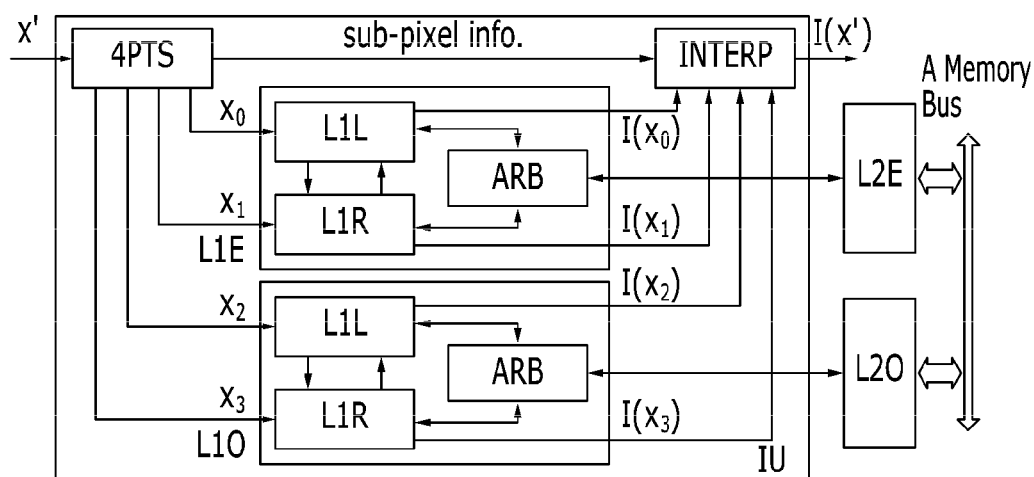 x'
4PTS
sub-pixel info.
INTERP
I(x')
A Memory
Bus
x₀
L1L
I(x₀)
ARB
L2E
x₁
L1R
I(x₁)
L1E
x₂
L1L
I(x₂)
ARB
L2O
x₃
L1R
I(x₃)
L1O
IU